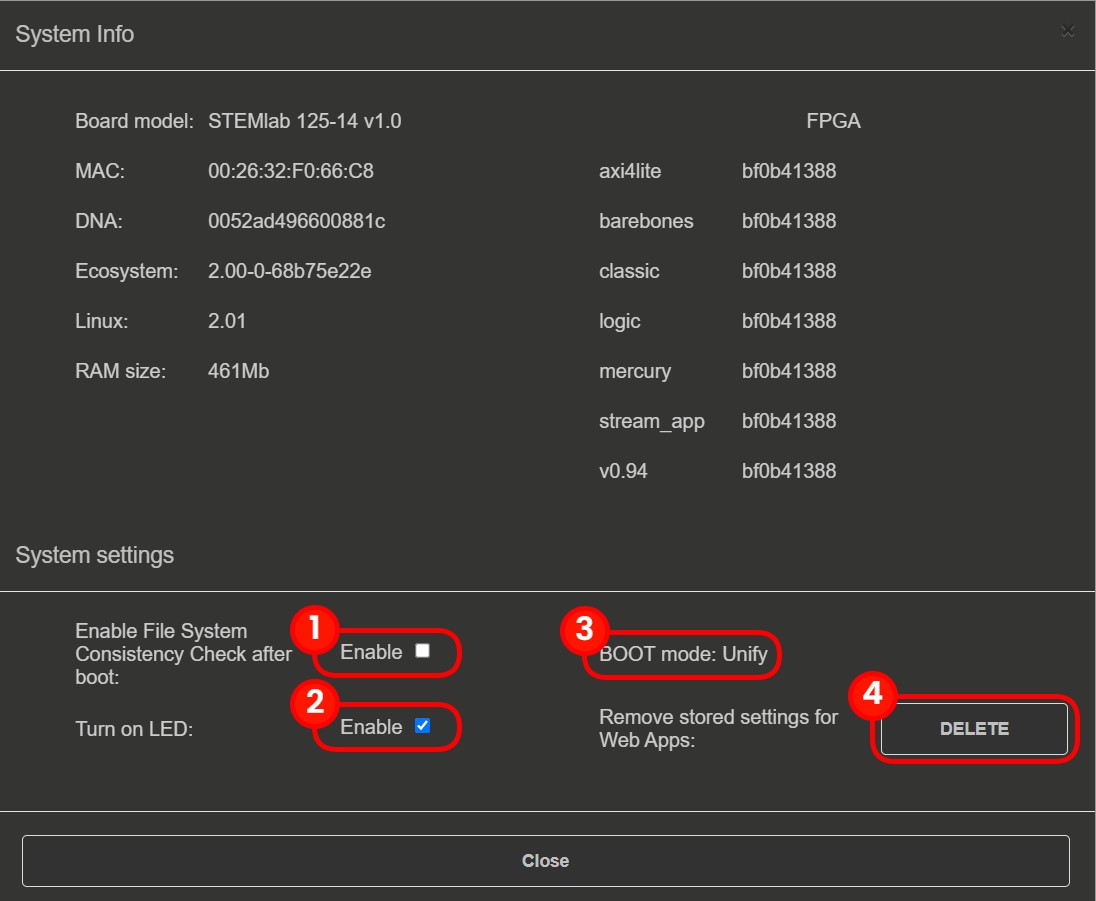 System Info
×
Board model: STEMlab 125-14 v1.0
FPGA
MAC: 00:26:32:F0:66:C8
axi4lite bf0b41388
DNA: 0052ad496600881c
barebones bf0b41388
Ecosystem: 2.00-0-68b75e22e
classic bf0b41388
Linux: 2.01
logic bf0b41388
RAM size: 461Mb
mercury bf0b41388
stream_app bf0b41388
v0.94 bf0b41388
System settings
Enable File System
Consistency Check after
boot:
1
Enable
3
BOOT mode: Unify
Turn on LED:
2
Enable
Remove stored settings for
Web Apps:
4
DELETE
Close